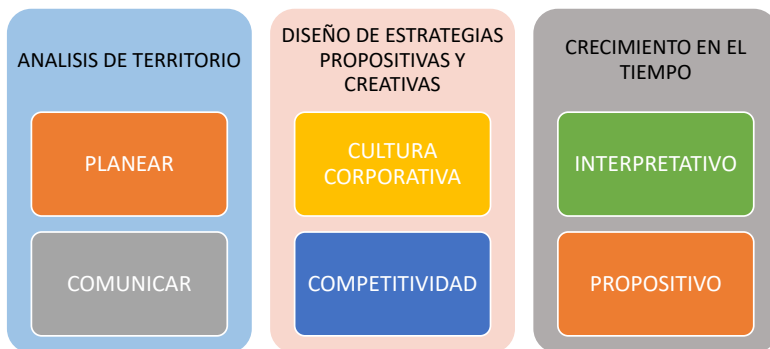 ANALISIS DE TERRITORIO
PLANEAR
COMUNICAR
DISEÑO DE ESTRATEGIAS
PROPOSITIVAS Y
CREATIVAS
CULTURA
CORPORATIVA
COMPETITIVIDAD
CRECIMIENTO EN EL
TIEMPO
INTERPRETATIVO
PROPOSITIVO